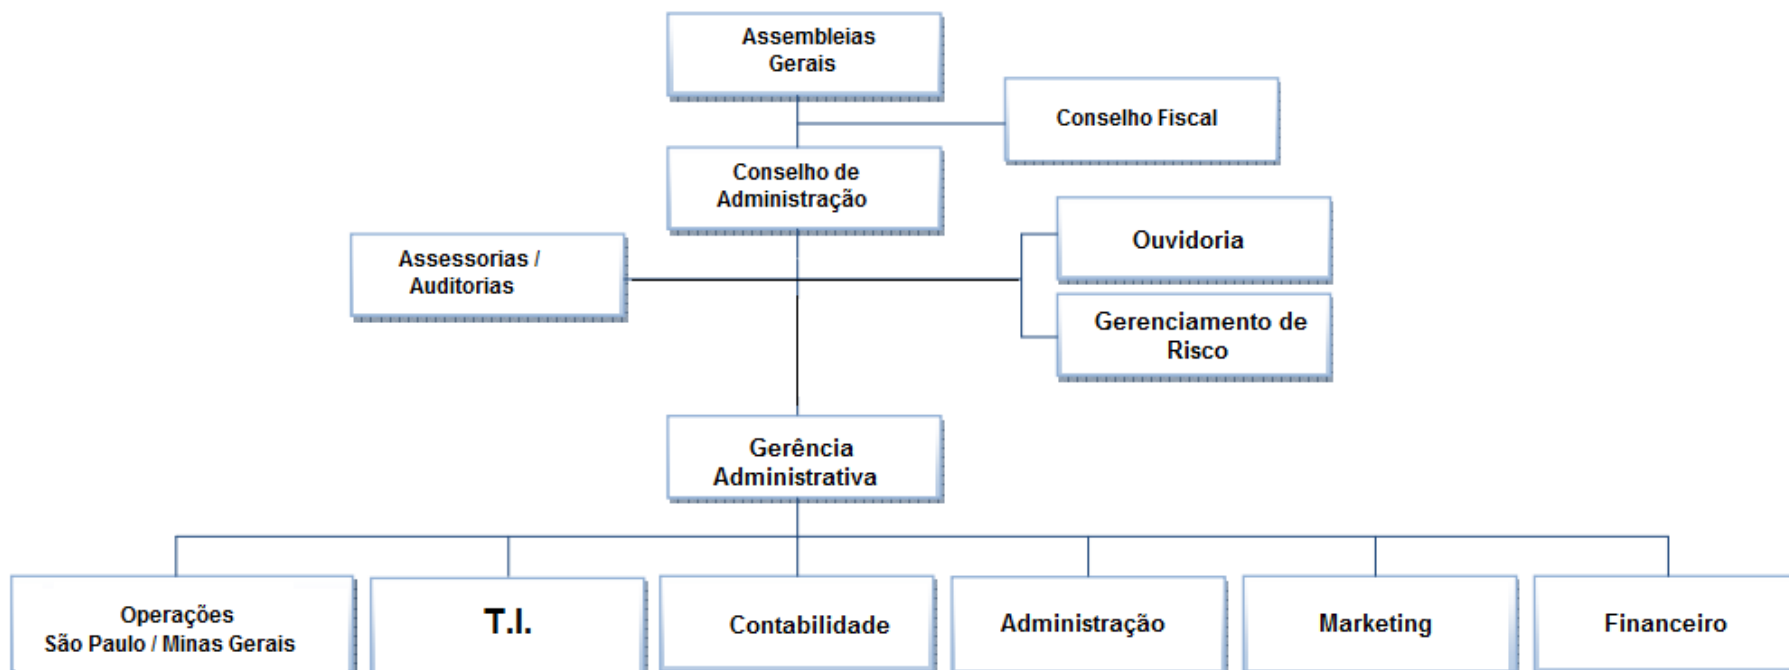 Assembleias
Gerais
Conselho Fiscal
Conselho de
Administração
Assessorias /
Auditorias
Ouvidoria
Gerenciamento de
Risco
Gerência
Administrativa
Operações
São Paulo / Minas Gerais
T.I.
Contabilidade
Administração
Marketing
Financeiro